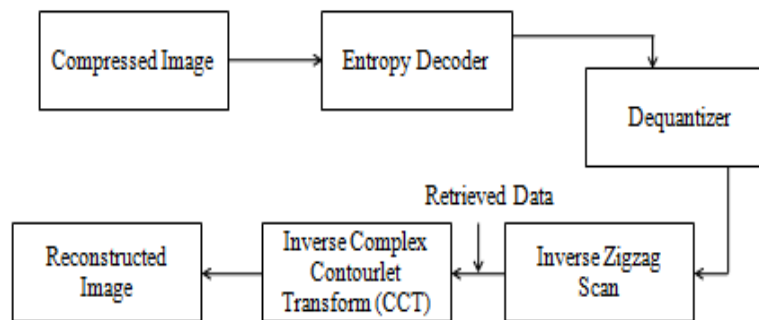 Compressed Image
Entropy Decoder
Dequantizer
Retrieved Data
Reconstructed
Image
Inverse Complex
Contourlet
Transform (CCT)
Inverse Zigzag
Scan